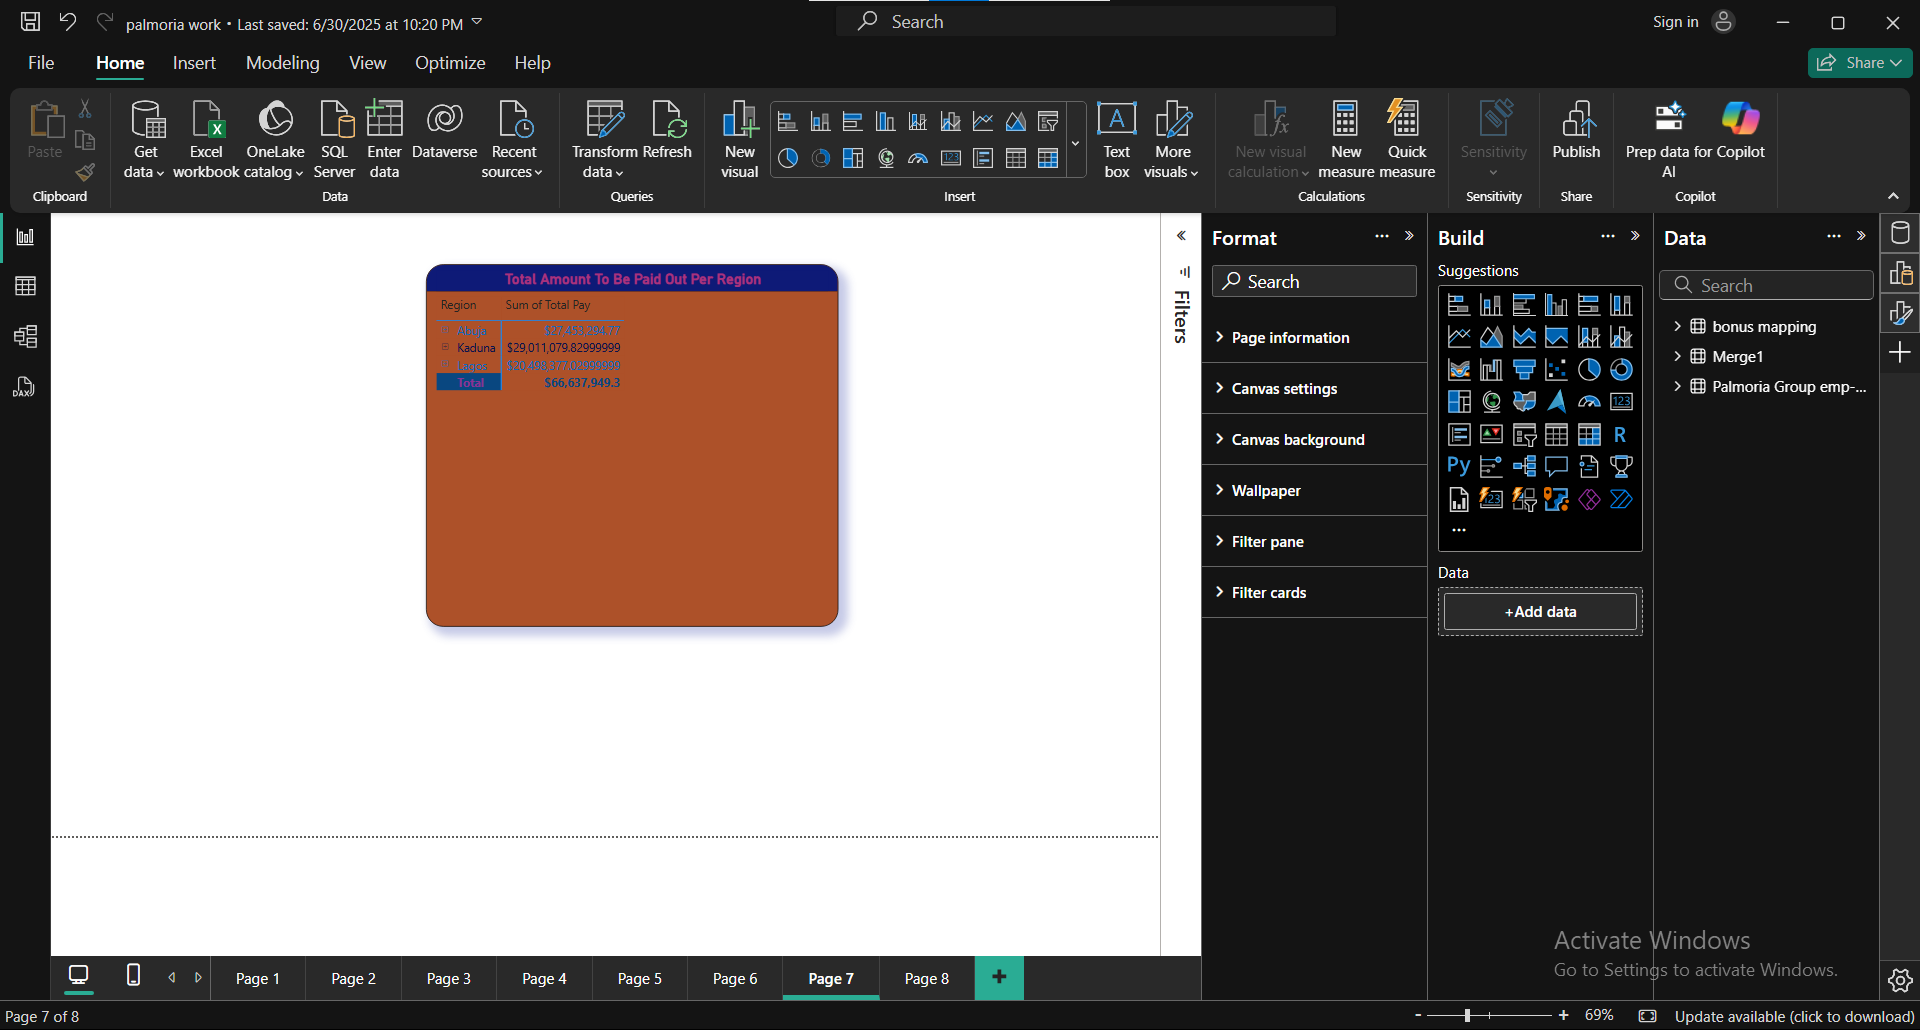 palmoria work • Last saved: 6/30/2025 at 10:20 PM
Search
Sign in
File
Home
Insert
Modeling
View
Optimize
Help
Share
Paste
Clipboard
Get data
Excel workbook
OneLake catalog
SQL Server
Enter data
Dataverse
Recent sources
Data
Transform data
Refresh
Queries
New visual
Text box
More visuals
Insert
New visual calculation
New measure
Quick measure
Calculations
Sensitivity
Sensitivity
Publish
Share
Prep data for AI
Copilot
Copilot
Total Amount To Be Paid Out Per Region
Region Sum of Total Pay
Abuja $27,453,294.77
Kaduna $29,011,079.82999999
Lagos $20,498,377.02999999
Total $66,637,949.3
Filters
Format
Search
Page information
Canvas settings
Canvas background
Wallpaper
Filter pane
Filter cards
Build
Suggestions
R
Py
Data
+Add data
Data
Search
bonus mapping
Merge1
Palmoria Group emp-...
DAX
Activate Windows
Go to Settings to activate Windows.
Page 1
Page 2
Page 3
Page 4
Page 5
Page 6
Page 7
Page 8
+
Page 7 of 8
- + 69%
Update available (click to download)